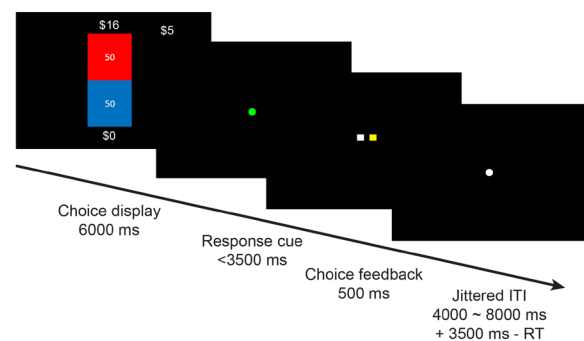 $16
$5
50
50
$0
Choice display
6000 ms
Response cue
<3500 ms
Choice feedback
500 ms
Jittered ITI
4000 ~ 8000 ms
+ 3500 ms - RT